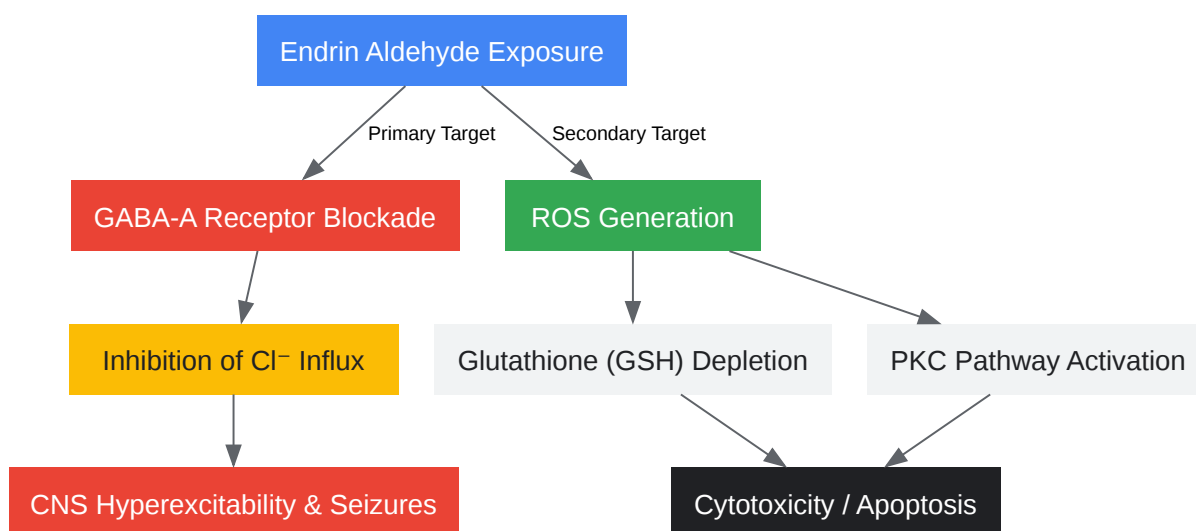 Endrin Aldehyde Exposure
Primary Target
Secondary Target
GABA-A Receptor Blockade
ROS Generation
Inhibition of Cl⁻ Influx
Glutathione (GSH) Depletion
PKC Pathway Activation
CNS Hyperexcitability & Seizures
Cytotoxicity / Apoptosis